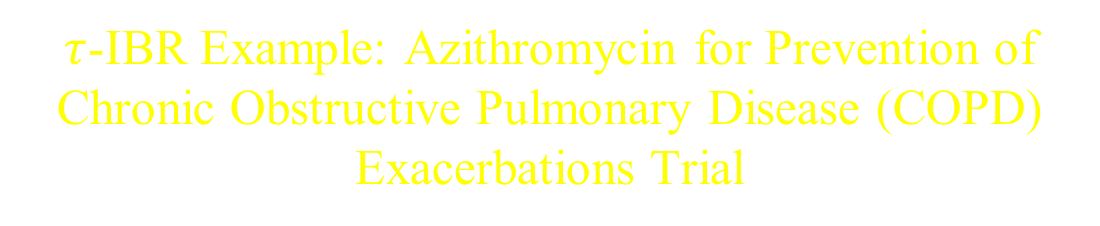 τ-IBR Example: Azithromycin for Prevention of
Chronic Obstructive Pulmonary Disease (COPD)
Exacerbations Trial